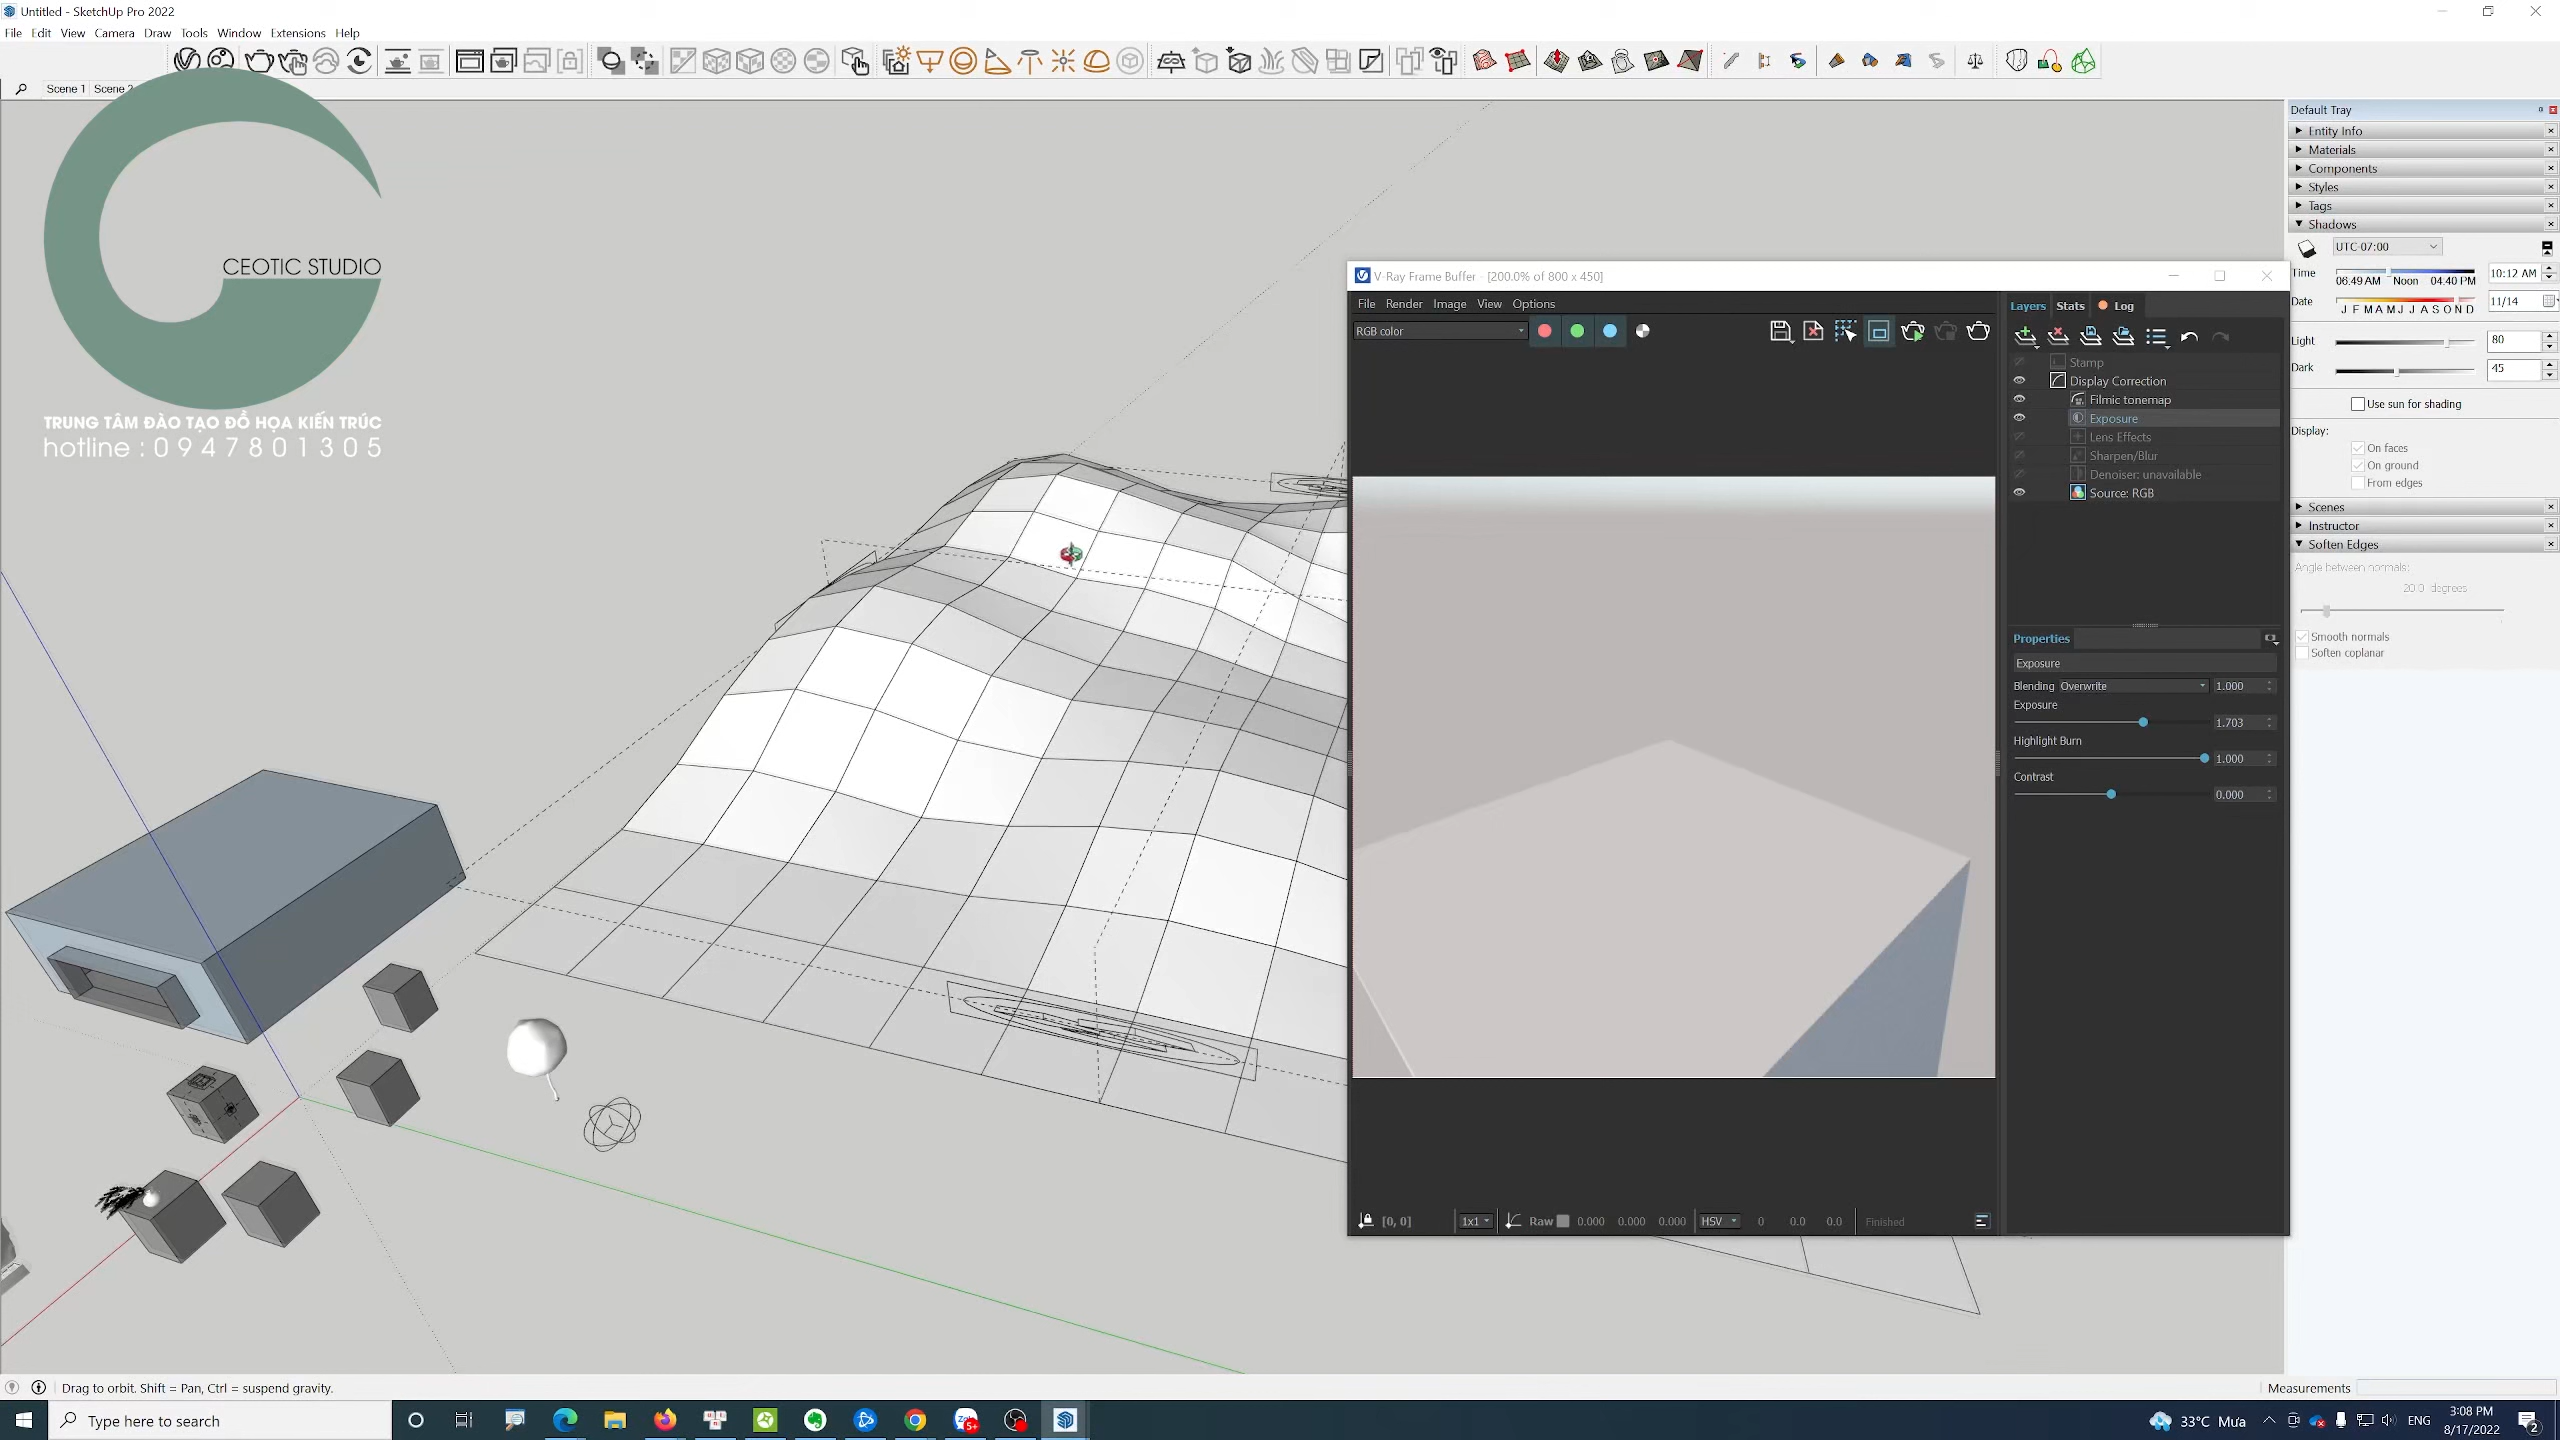 Untitled - SketchUp Pro 2022
File Edit View Camera Draw Tools Window Extensions Help
Scene 1 Scene 2
CEOTIC STUDIO
TRUNG TÂM ĐÀO TẠO ĐỒ HỌA KIẾN TRÚC
hotline : 0 9 4 7 8 0 1 3 0 5
V-Ray Frame Buffer - [200.0% of 800 x 450]
File Render Image View Options
RGB color
Layers Stats Log
Stamp
Display Correction
Filmic tonemap
Exposure
Lens Effects
Sharpen/Blur
Denoiser: unavailable
Source: RGB
Properties
Exposure
Blending Overwrite 1.000
Exposure
1.703
Highlight Burn
1.000
Contrast
0.000
[0, 0] 1x1 Raw 0.000 0.000 0.000 HSV 0 0.0 0.0 Finished
Default Tray
Entity Info
Materials
Components
Styles
Tags
Shadows
UTC-07:00
Time 06:49 AM Noon 04:40 PM 10:12 AM
Date J F M A M J J A S O N D 11/14
Light 80
Dark 45
Use sun for shading
Display:
On faces
On ground
From edges
Scenes
Instructor
Soften Edges
Angle between normals:
20.0 degrees
Smooth normals
Soften coplanar
Drag to orbit. Shift = Pan, Ctrl = suspend gravity.
Measurements
Type here to search
5+
33°C Mưa
ENG
3:08 PM
8/17/2022
2